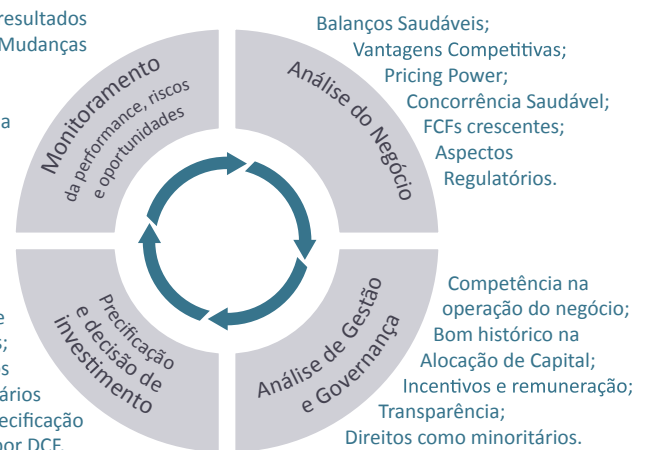 resultados
Mudanças
a
Monitoramento
da performance, riscos
e oportunidades
Análise do Negócio
Balanços Saudáveis;
Vantagens Competitivas;
Pricing Power;
Concorrência Saudável;
FCFs crescentes;
Aspectos
Regulatórios.
Precificação
e decisão de
investimento
Análise de Gestão
e Governança
Competência na
operação do negócio;
Bom histórico na
Alocação de Capital;
Incentivos e remuneração;
Transparência;
Direitos como minoritários.
e
s;
os
ários
ecificação
por DCF.